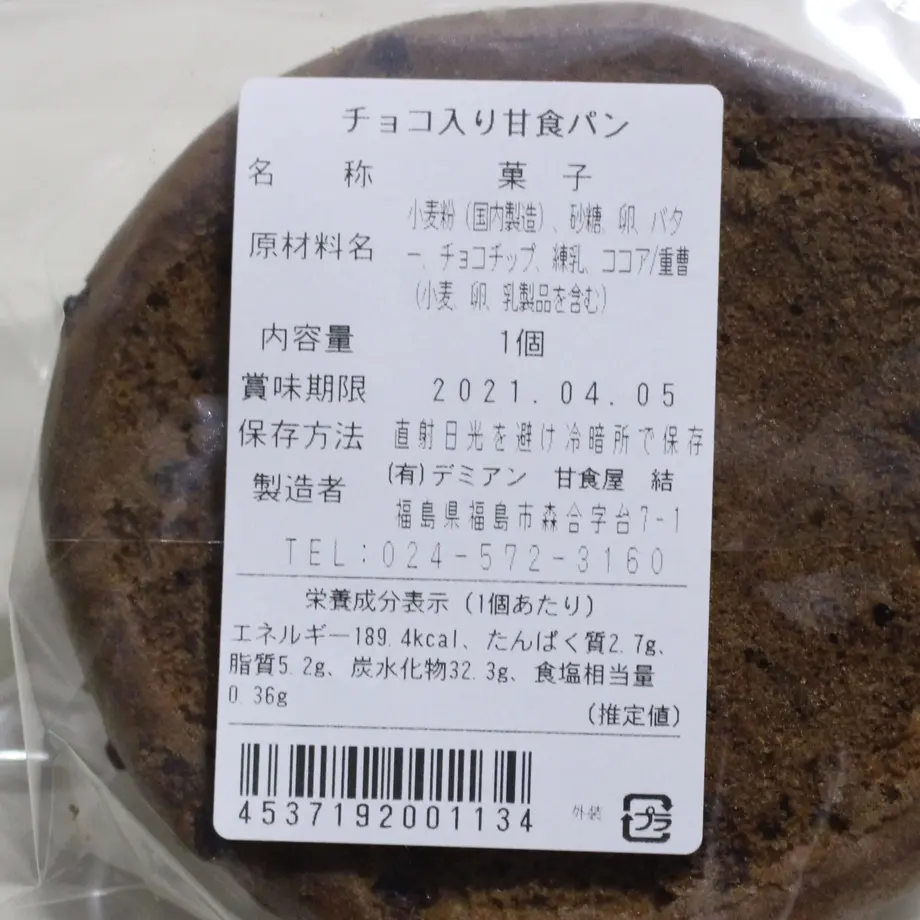 チョコ入り甘食パン
名称 菓子
原材料名 小麦粉（国内製造）、砂糖、卵、バタ
ー、チョコチップ、練乳、ココア/重曹
（小麦、卵、乳製品を含む）
内容量 1個
賞味期限 2021.04.05
保存方法 直射日光を避け冷暗所で保存
製造者 (有)デミアン 甘食屋 結
福島県福島市森合字台7-1
TEL:024-572-3160
栄養成分表示（1個あたり）
エネルギー189.4kcal、たんぱく質2.7g、
脂質5.2g、炭水化物32.3g、食塩相当量
0.36g
（推定値）
4537192001134
外装 プラ